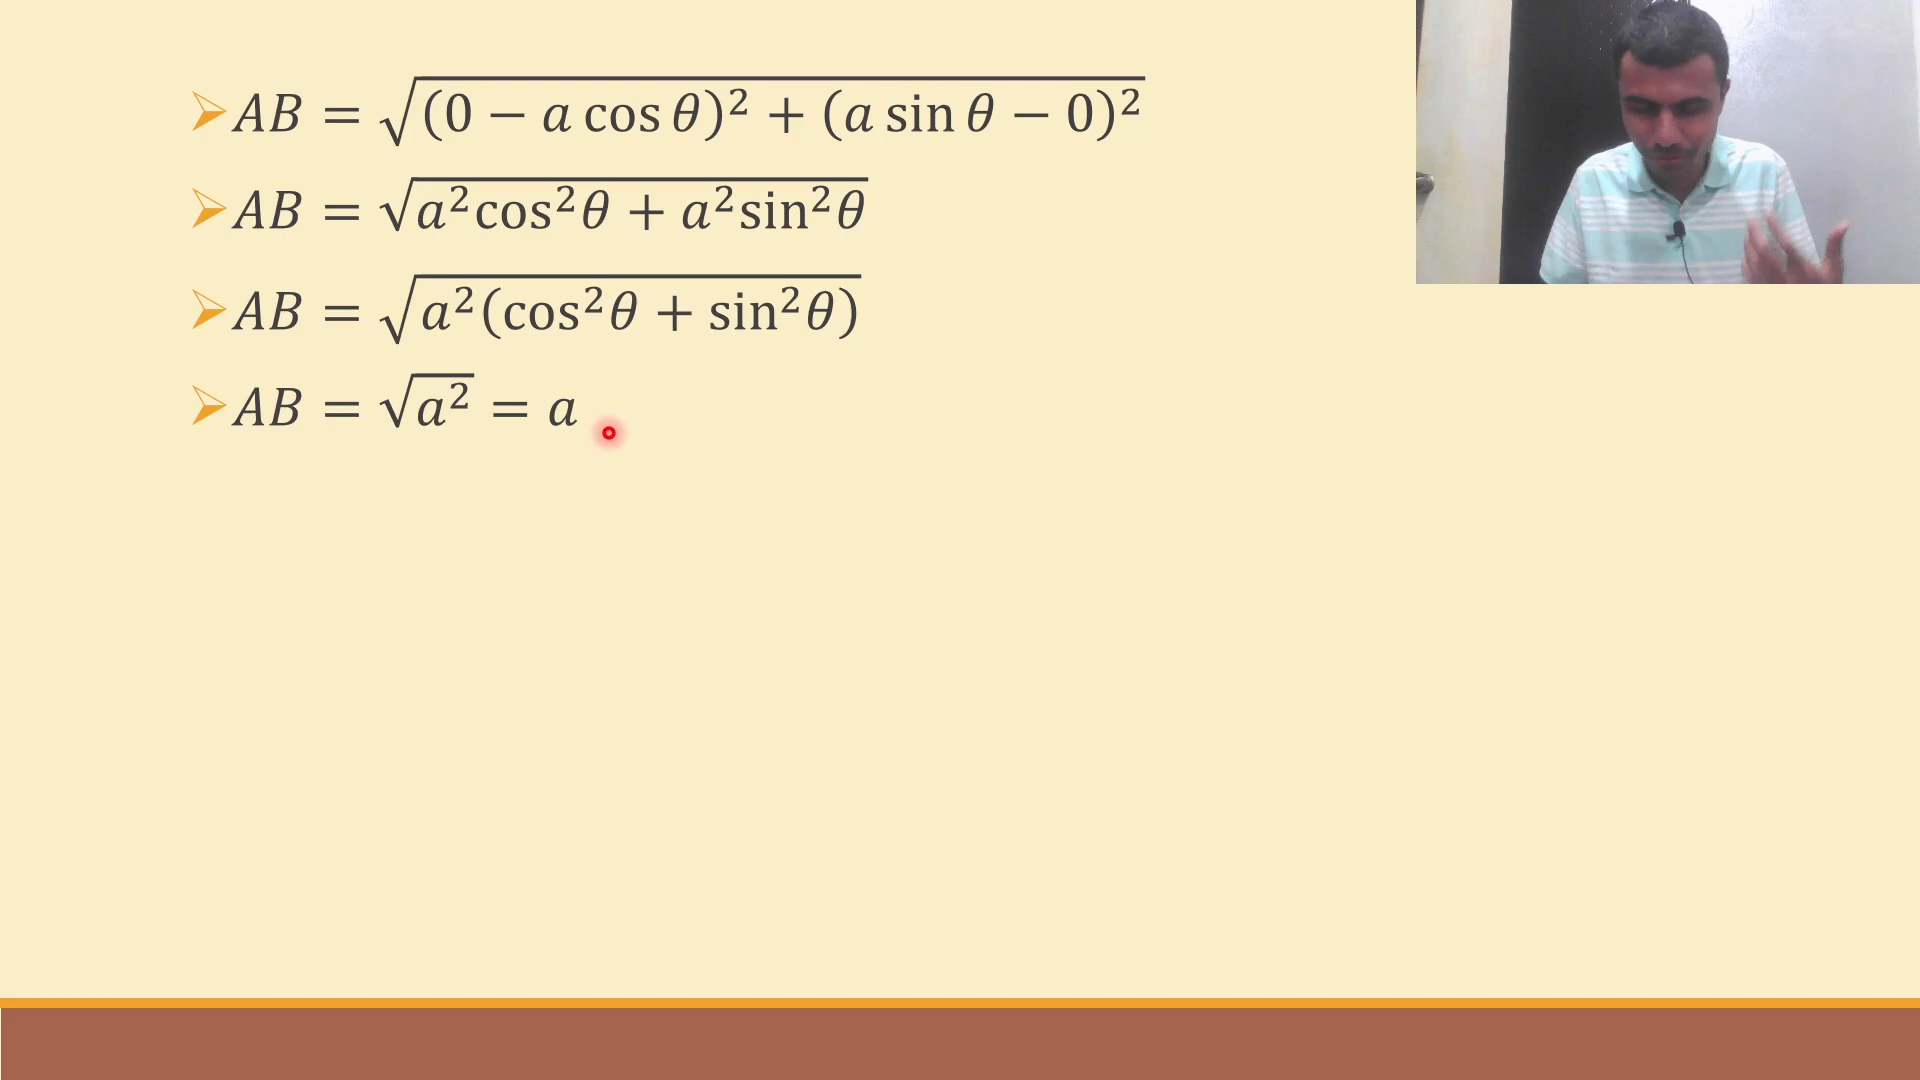 ➢AB = √((0 − a cos θ)² + (a sin θ − 0)²)
➢AB = √(a²cos²θ + a²sin²θ)
➢AB = √(a²(cos²θ + sin²θ))
➢AB = √(a²) = a